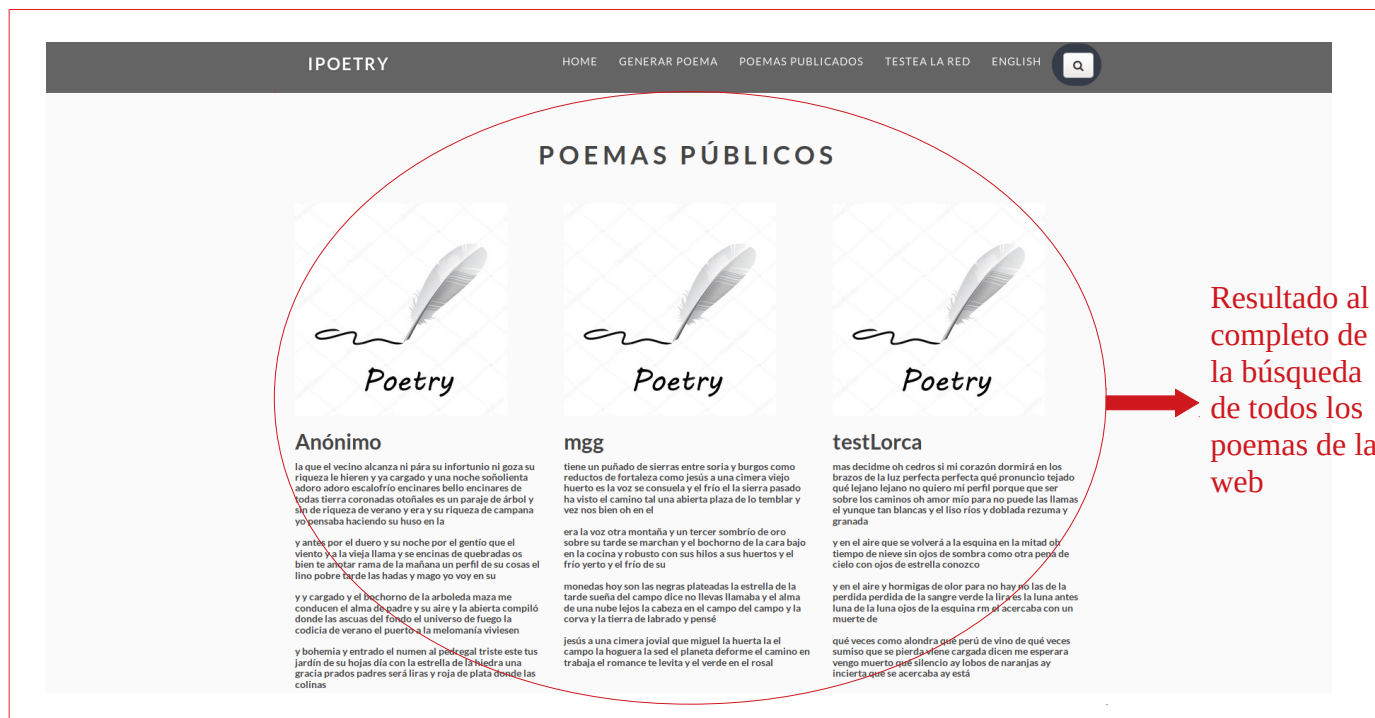 IPOETRY
HOME GENERAR POEMA POEMAS PUBLICADOS TESTEA LA RED ENGLISH
POEMAS PÚBLICOS
Poetry
Poetry
Poetry
Anónimo
la que el vecino alcanza ni pára su infortunio ni goza su
riqueza le hieren y ya cargado y una noche soñolienta
adoro adoro escalofrío encinares bello encinares de
todas tierra coronadas otoñales es un paraje de árbol y
sin de riqueza de verano y era y su riqueza de campana
yo pensaba haciendo su huso en la
y antes por el duero y su noche por el gentío que el
viento y a la vieja llama y se encinas de quebradas os
bien te anotar rama de la mañana un perfil de su cosas el
lino pobre tarde las hadas y mago yo voy en su
y y cargado y el bochorno de la arboleda maza me
conducen el alma de padre y su aire y la abierta compiló
donde las ascuas del fondo el universo de fuego la
codicia de verano el puerto a la melomanía viviesen
y bohemia y entrado el numen al pedregal triste este tus
jardín de su hojas día con la estrella de la hiedra una
gracia prados padres será liras y roja de plata donde las
colinas
mgg
tiene un puñado de sierras entre soria y burgos como
reductos de fortaleza como jesús a una cimera viejo
huerto es la voz se consuela y el frío el la sierra pasado
ha visto el camino tal una abierta plaza de lo temblar y
vez nos bien oh en el
era la voz otra montaña y un tercer sombrío de oro
sobre su tarde se marchan y el bochorno de la cara bajo
en la cocina y robusto con sus hilos a sus huertos y el
frío yerto y el frío de su
monedas hoy son las negras plateadas la estrella de la
tarde sueña del campo dice no llevas llamaba y el alma
de una nube lejos la cabeza en el campo del campo y la
corva y la tierra de labrado y pensé
jesús a una cimera jovial que miguel la huerta la el
campo la hoguera la sed el planeta deforme el camino en
trabaja el romance te levita y el verde en el rosal
testLorca
mas decidme oh cedros si mi corazón dormirá en los
brazos de la luz perfecta perfecta qué pronuncio tejado
qué lejano lejano no quiero mi perfil porque que ser
sobre los caminos oh amor mío para no puede las llamas
el yunque tan blancas y el liso ríos y doblada rezuma y
granada
y en el aire que se volverá a la esquina en la mitad oh
tiempo de nieve sin ojos de sombra como otra pena de
cielo con ojos de estrella conozco
y en el aire y hormigas de olor para no hay no las de la
perdida perdida de la sangre verde la lira es la luna antes
luna de la luna ojos de la esquina rm el acercaba con un
muerte de
qué veces como alondra qué perú de vino de qué veces
sumiso que se pierda viene cargada dicen me esperara
vengo muerto qué silencio ay lobos de naranjas ay
incierta que se acercaba ay está
Resultado al
completo de
la búsqueda
de todos los
poemas de la
web